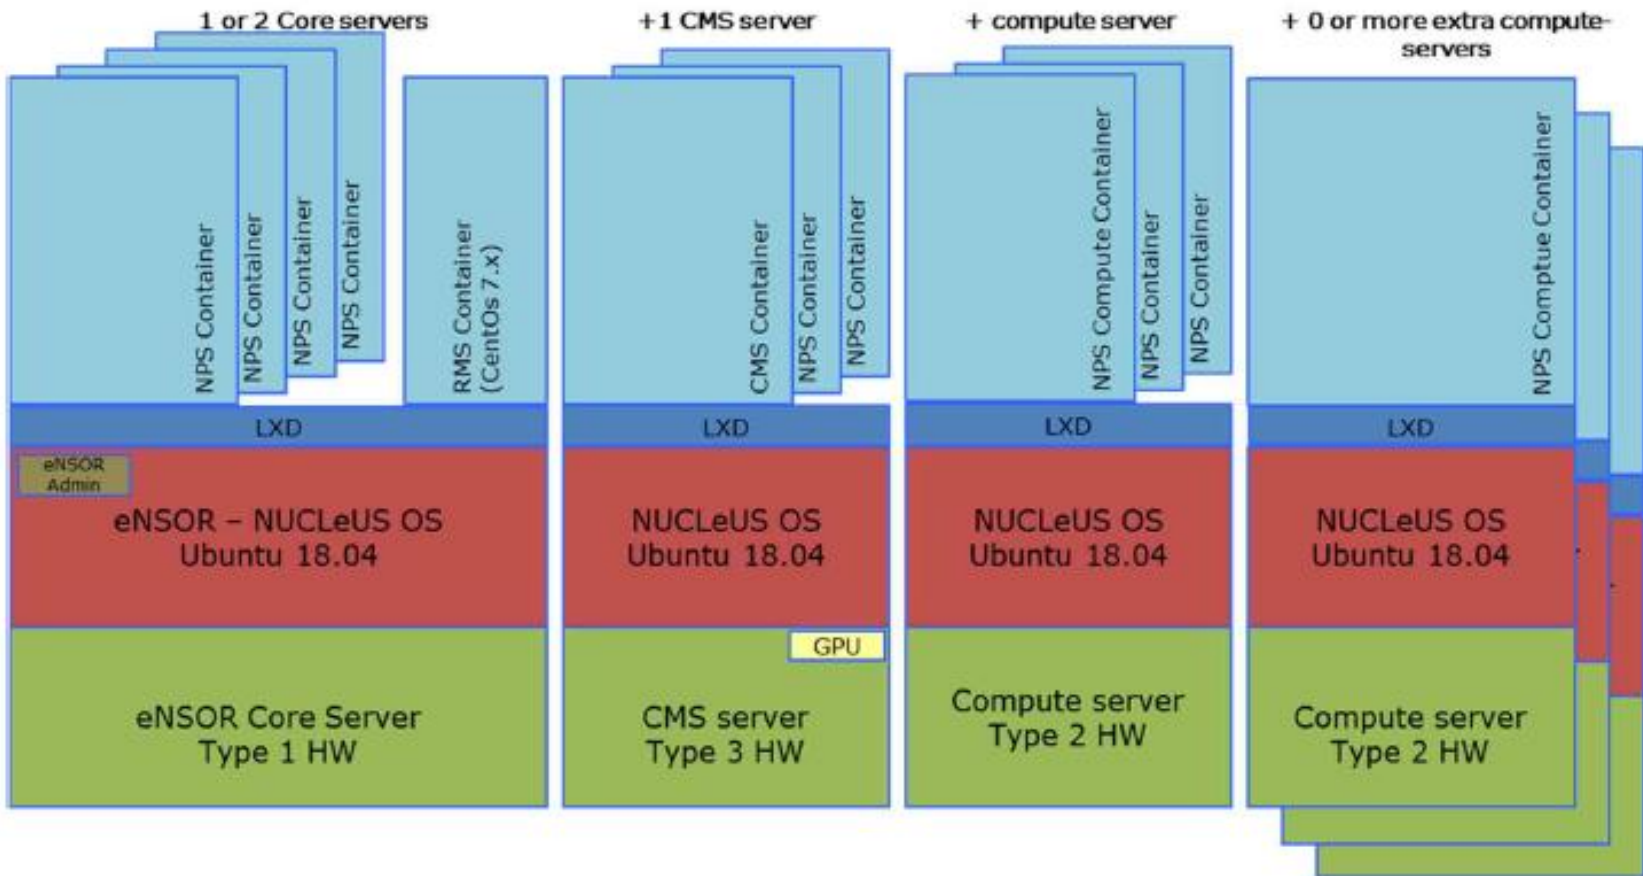 1 or 2 Core servers
+1 CMS server
+ compute server
+ 0 or more extra compute-
servers
NPS Container
NPS Container
NPS Container
NPS Container
RMS Container
(CentOs 7.x)
CMS Container
NPS Container
NPS Container
NPS Compute Container
NPS Container
NPS Container
NPS Comptue Container
LXD
LXD
LXD
LXD
eNSOR
Admin
eNSOR – NUCLeUS OS
Ubuntu 18.04
NUCLeUS OS
Ubuntu 18.04
NUCLeUS OS
Ubuntu 18.04
NUCLeUS OS
Ubuntu 18.04
GPU
eNSOR Core Server
Type 1 HW
CMS server
Type 3 HW
Compute server
Type 2 HW
Compute server
Type 2 HW